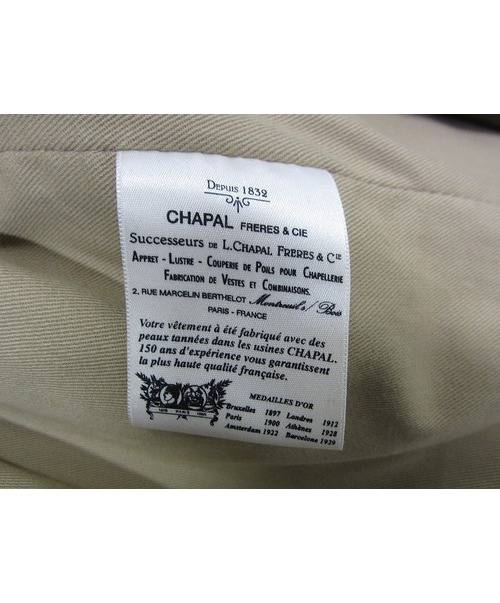 DEPUIS 1832
CHAPAL FRERES & CIE
SUCCESSEURS DE L. CHAPAL FRERES & CIE
APPRET - LUSTRE - COUPERIE DE POILS POUR CHAPELLERIE
FABRICATION DE VESTES ET COMBINAISONS.
2, RUE MARCELIN BERTHELOT Montreuil s/ Bois
PARIS - FRANCE
Votre vêtement à été fabriqué avec des
peaux tannées dans les usines CHAPAL.
150 ans d'expérience vous garantissent
la plus haute qualité française.
MEDAILLES D'OR
Bruxelles 1897 Londres 1912
Paris 1900 Athènes 1928
Amsterdam 1922 Barcelone 1929